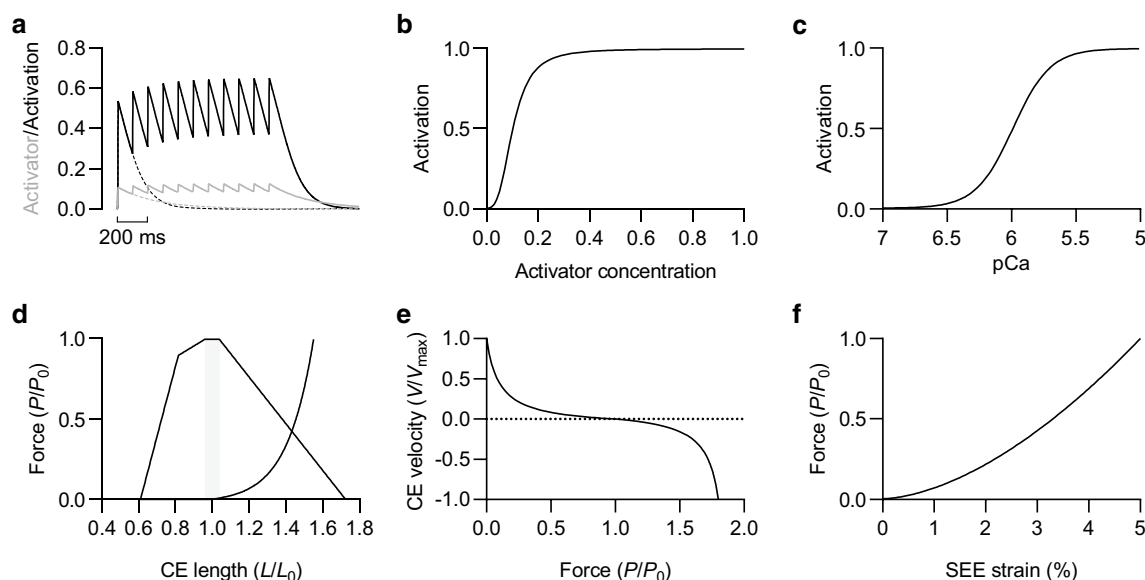 a
Activator/Activation
0.8
0.6
0.4
0.2
0.0
200 ms
b
Activation
1.0
0.5
0.0
0.0 0.2 0.4 0.6 0.8 1.0
Activator concentration
c
Activation
1.0
0.5
0.0
7 6.5 6 5.5 5
pCa
d
Force (P/P0)
1.0
0.5
0.0
0.4 0.6 0.8 1.0 1.2 1.4 1.6 1.8
CE length (L/L0)
e
CE velocity (V/Vmax)
1.0
0.5
0.0
-0.5
-1.0
0.0 0.5 1.0 1.5 2.0
Force (P/P0)
f
Force (P/P0)
1.0
0.5
0.0
0 1 2 3 4 5
SEE strain (%)